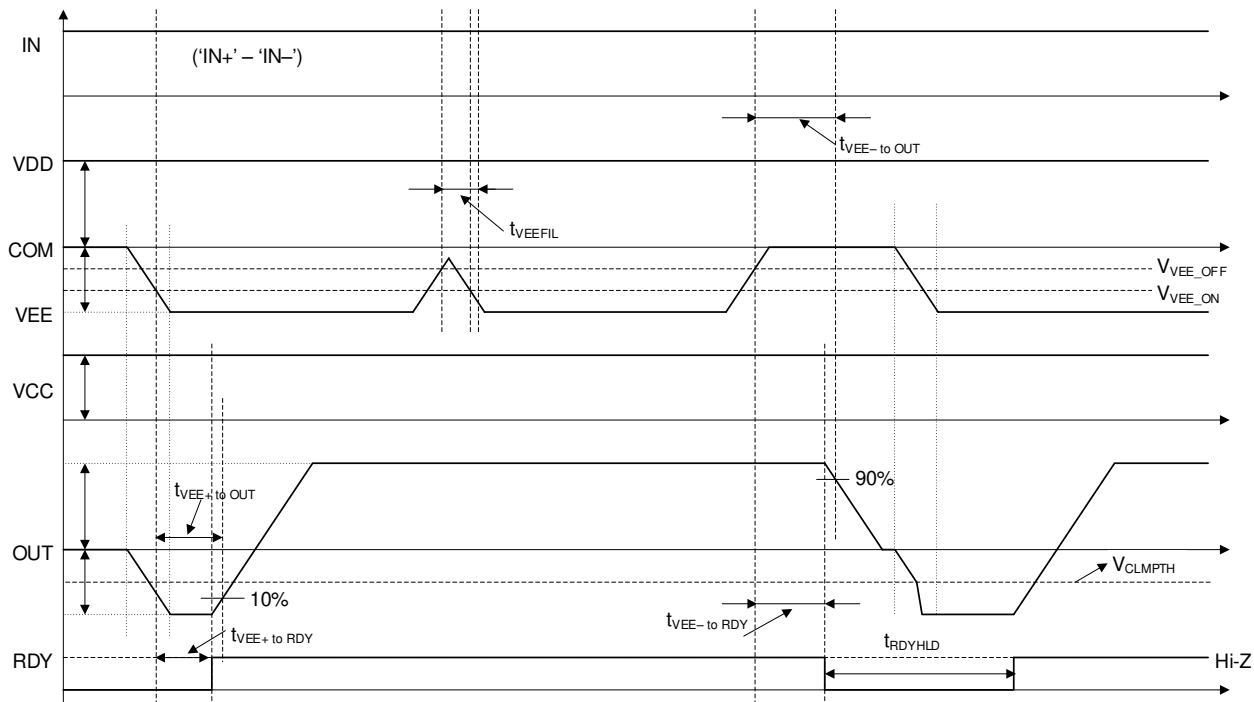 IN
('IN+' – 'IN–')
tVEE– to OUT
VDD
tVEEFIL
COM
VVEE_OFF
VVEE_ON
VEE
VCC
tVEE+ to OUT
90%
OUT
VCLMPTH
10%
tVEE+ to RDY
tVEE– to RDY
tRDYHLD
RDY
Hi-Z